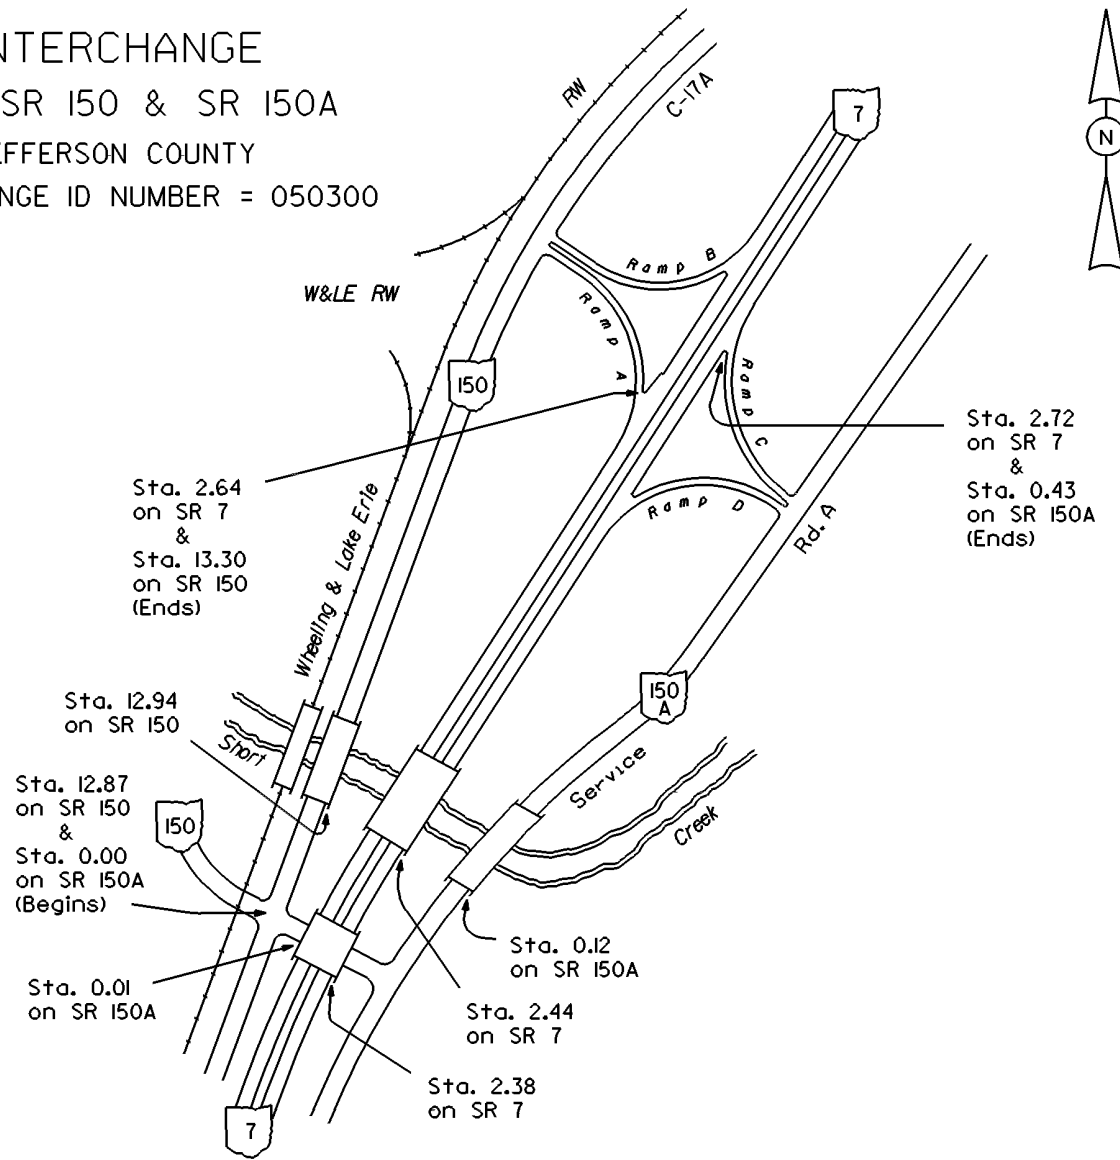 NTERCHANGE
SR 150 & SR 150A
EFFERSON COUNTY
NGE ID NUMBER = 050300
RW
C-17A
7
N
W&LE RW
Ramp B
Ramp A
150
Ramp C
Sta. 2.72
on SR 7
&
Sta. 0.43
on SR 150A
(Ends)
Sta. 2.64
on SR 7
&
Sta. 13.30
on SR 150
(Ends)
Wheeling & Lake Erie
Ramp D
Rd. A
150
A
Sta. 12.94
on SR 150
Short
Service
Creek
Sta. 12.87
on SR 150
&
Sta. 0.00
on SR 150A
(Begins)
150
Sta. 0.12
on SR 150A
Sta. 0.01
on SR 150A
Sta. 2.44
on SR 7
Sta. 2.38
on SR 7
7